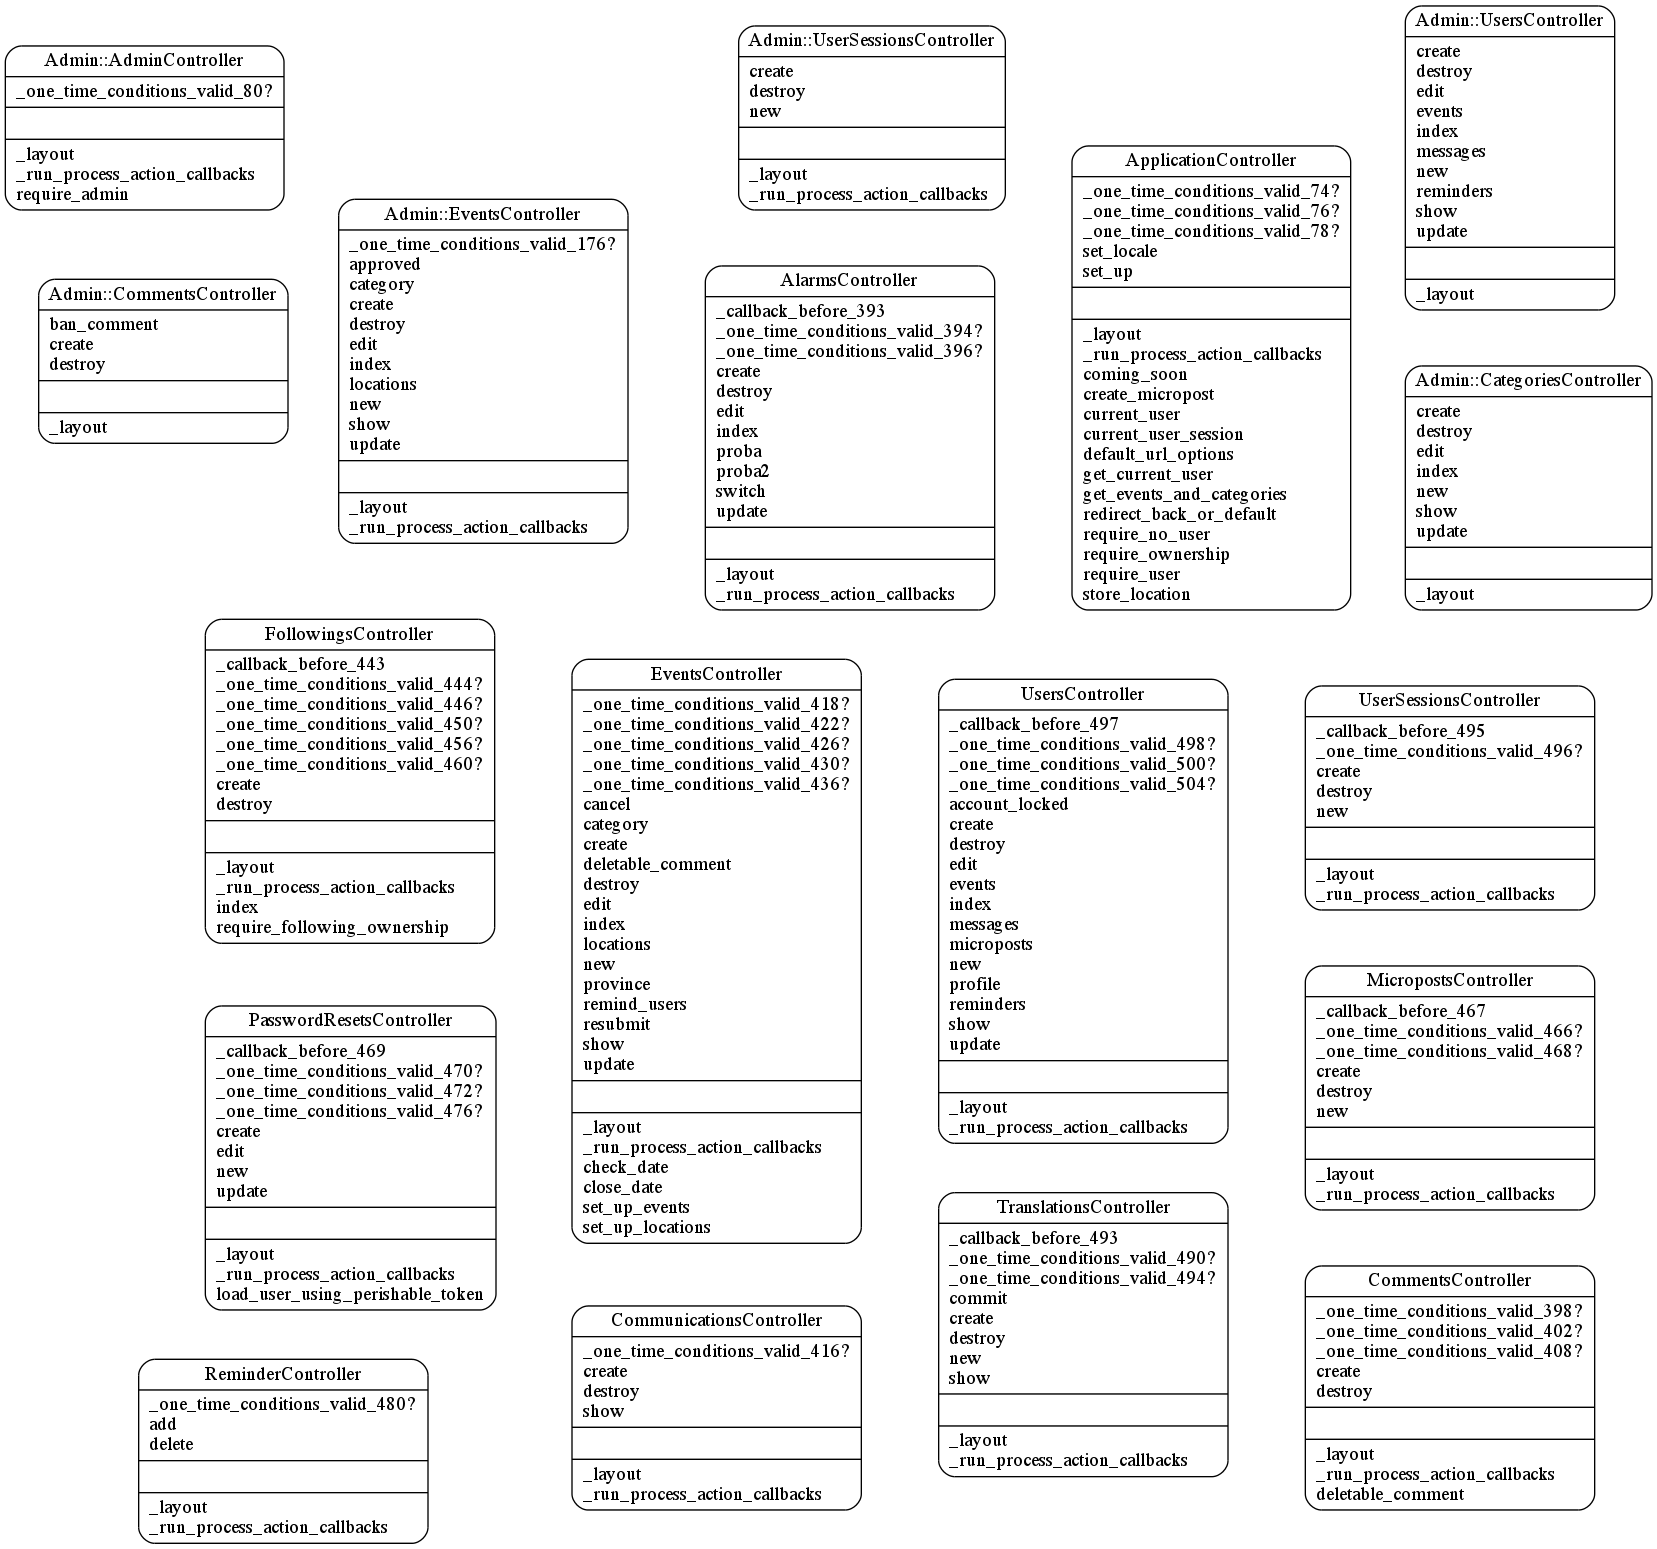 Admin::AdminController
_one_time_conditions_valid_80?
_layout
_run_process_action_callbacks
require_admin
Admin::UserSessionsController
create
destroy
new
_layout
_run_process_action_callbacks
Admin::UsersController
create
destroy
edit
events
index
messages
new
reminders
show
update
_layout
Admin::CommentsController
ban_comment
create
destroy
_layout
Admin::EventsController
_one_time_conditions_valid_176?
approved
category
create
destroy
edit
index
locations
new
show
update
_layout
_run_process_action_callbacks
AlarmsController
_callback_before_393
_one_time_conditions_valid_394?
_one_time_conditions_valid_396?
create
destroy
edit
index
proba
proba2
switch
update
_layout
_run_process_action_callbacks
ApplicationController
_one_time_conditions_valid_74?
_one_time_conditions_valid_76?
_one_time_conditions_valid_78?
set_locale
set_up
_layout
_run_process_action_callbacks
coming_soon
create_micropost
current_user
current_user_session
default_url_options
get_current_user
get_events_and_categories
redirect_back_or_default
require_no_user
require_ownership
require_user
store_location
Admin::CategoriesController
create
destroy
edit
index
new
show
update
_layout
FollowingsController
_callback_before_443
_one_time_conditions_valid_444?
_one_time_conditions_valid_446?
_one_time_conditions_valid_450?
_one_time_conditions_valid_456?
_one_time_conditions_valid_460?
create
destroy
_layout
_run_process_action_callbacks
index
require_following_ownership
EventsController
_one_time_conditions_valid_418?
_one_time_conditions_valid_422?
_one_time_conditions_valid_426?
_one_time_conditions_valid_430?
_one_time_conditions_valid_436?
cancel
category
create
deletable_comment
destroy
edit
index
locations
new
province
remind_users
resubmit
show
update
_layout
_run_process_action_callbacks
check_date
close_date
set_up_events
set_up_locations
UsersController
_callback_before_497
_one_time_conditions_valid_498?
_one_time_conditions_valid_500?
_one_time_conditions_valid_504?
account_locked
create
destroy
edit
events
index
messages
microposts
new
profile
reminders
show
update
_layout
_run_process_action_callbacks
UserSessionsController
_callback_before_495
_one_time_conditions_valid_496?
create
destroy
new
_layout
_run_process_action_callbacks
PasswordResetsController
_callback_before_469
_one_time_conditions_valid_470?
_one_time_conditions_valid_472?
_one_time_conditions_valid_476?
create
edit
new
update
_layout
_run_process_action_callbacks
load_user_using_perishable_token
MicropostsController
_callback_before_467
_one_time_conditions_valid_466?
_one_time_conditions_valid_468?
create
destroy
new
_layout
_run_process_action_callbacks
TranslationsController
_callback_before_493
_one_time_conditions_valid_490?
_one_time_conditions_valid_494?
commit
create
destroy
new
show
_layout
_run_process_action_callbacks
CommentsController
_one_time_conditions_valid_398?
_one_time_conditions_valid_402?
_one_time_conditions_valid_408?
create
destroy
_layout
_run_process_action_callbacks
deletable_comment
CommunicationsController
_one_time_conditions_valid_416?
create
destroy
show
_layout
_run_process_action_callbacks
ReminderController
_one_time_conditions_valid_480?
add
delete
_layout
_run_process_action_callbacks